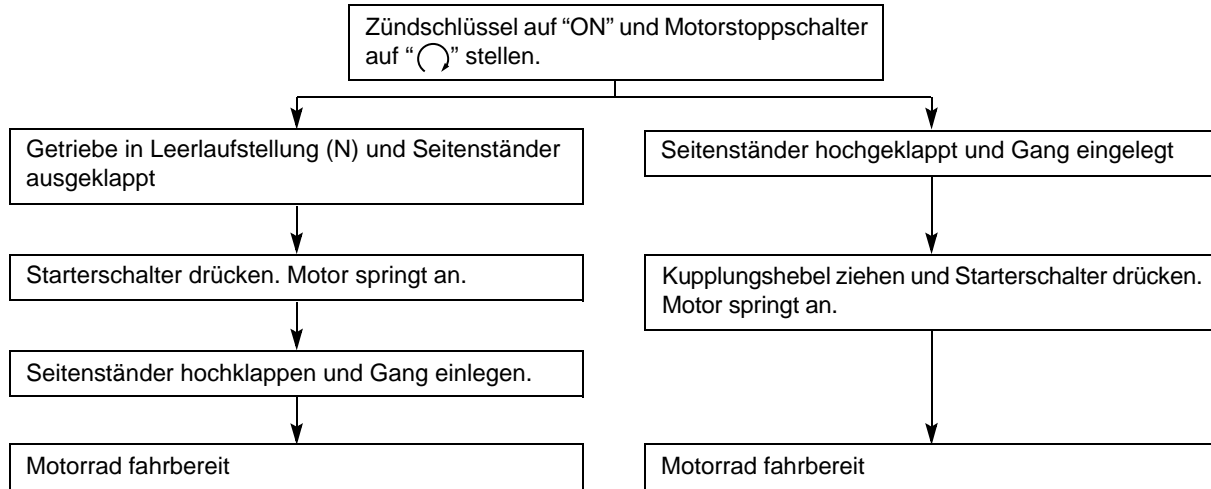 Zündschlüssel auf “ON” und Motorstoppschalter
auf “ ” stellen.
Getriebe in Leerlaufstellung (N) und Seitenständer
ausgeklappt
Starterschalter drücken. Motor springt an.
Seitenständer hochklappen und Gang einlegen.
Motorrad fahrbereit
Seitenständer hochgeklappt und Gang eingelegt
Kupplungshebel ziehen und Starterschalter drücken.
Motor springt an.
Motorrad fahrbereit